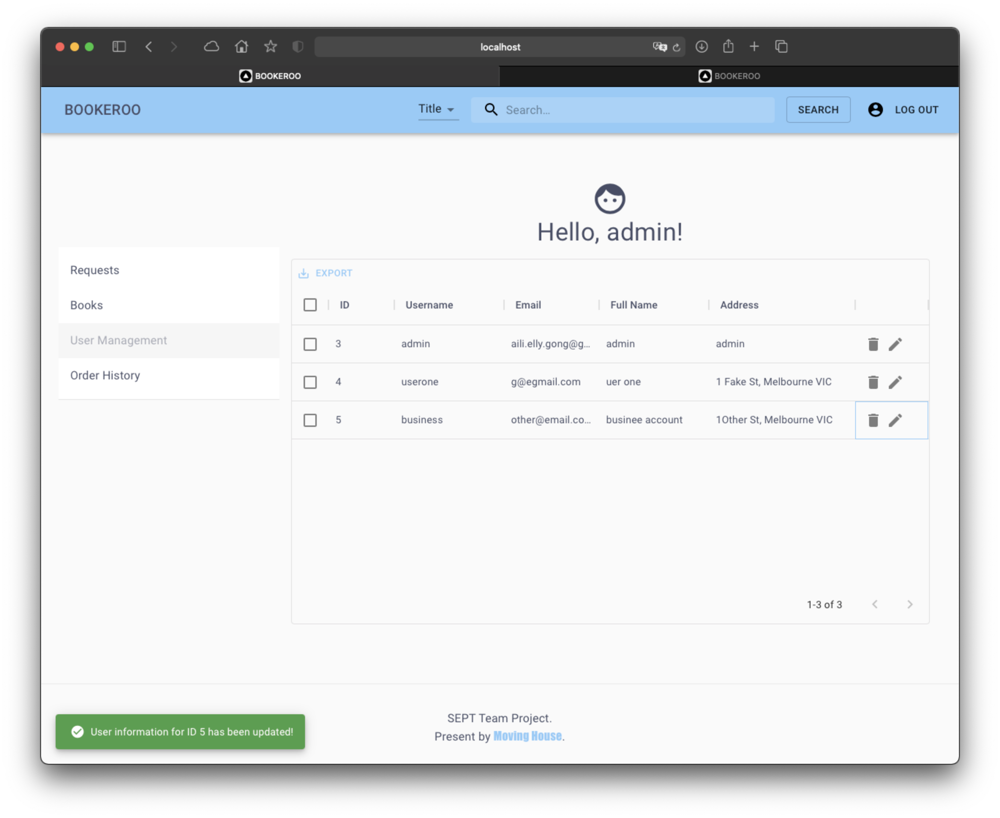 localhost
BOOKEROO
BOOKEROO
BOOKEROO
Title
Search...
SEARCH
LOG OUT
Hello, admin!
Requests
Books
User Management
Order History
EXPORT
ID Username Email Full Name Address
3 admin aili.elly.gong@g... admin admin
4 userone g@egmail.com uer one 1 Fake St, Melbourne VIC
5 business other@email.co... businee account 1Other St, Melbourne VIC
1-3 of 3
SEPT Team Project.
Present by Moving House.
User information for ID 5 has been updated!